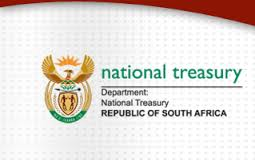 national treasury
Department:
National Treasury
REPUBLIC OF SOUTH AFRICA